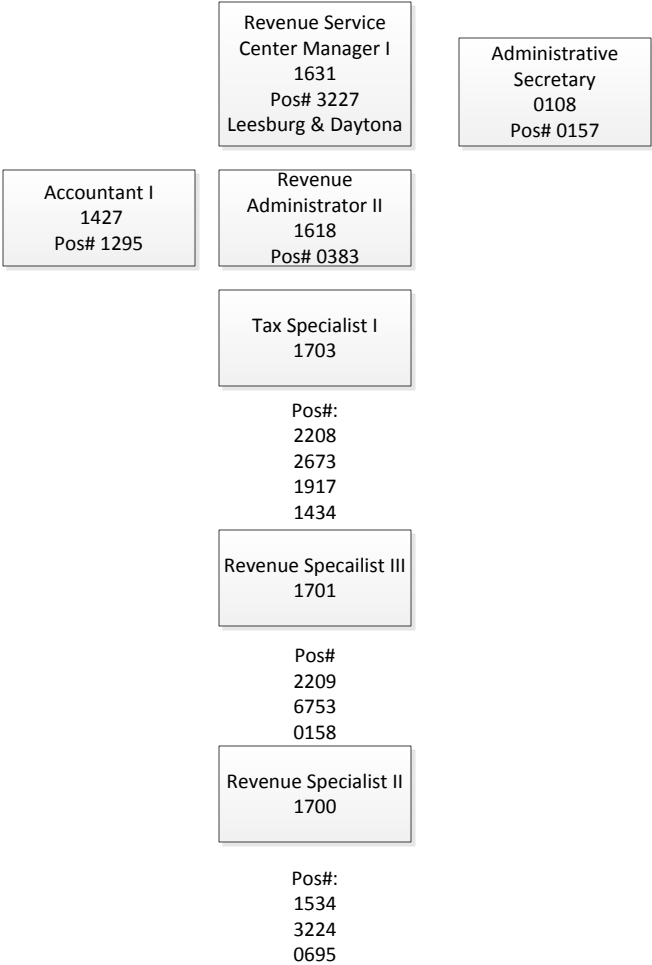 Revenue Service
Center Manager I
1631
Pos# 3227
Leesburg & Daytona
Administrative
Secretary
0108
Pos# 0157
Accountant I
1427
Pos# 1295
Revenue
Administrator II
1618
Pos# 0383
Tax Specialist I
1703
Pos#:
2208
2673
1917
1434
Revenue Specailist III
1701
Pos#
2209
6753
0158
Revenue Specialist II
1700
Pos#:
1534
3224
0695